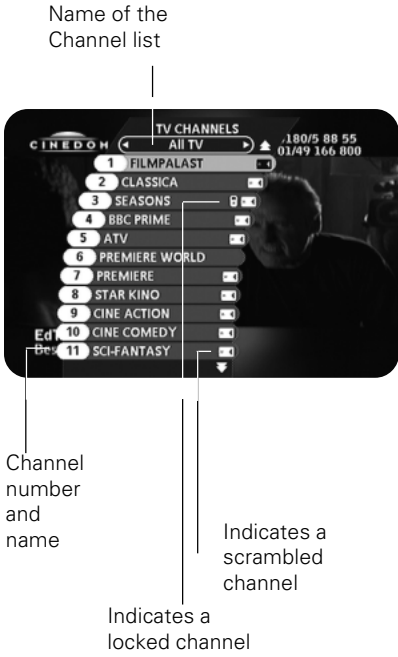 Name of the
Channel list
TV CHANNELS
CINEDOM
All TV
.180/5 88 55
01/49 166 800
1 FILMPALAST
2 CLASSICA
3 SEASONS
4 BBC PRIME
5 ATV
6 PREMIERE WORLD
7 PREMIERE
8 STAR KINO
9 CINE ACTION
10 CINE COMEDY
11 SCI-FANTASY
Channel
number
and
name
Indicates a
scrambled
channel
Indicates a
locked channel